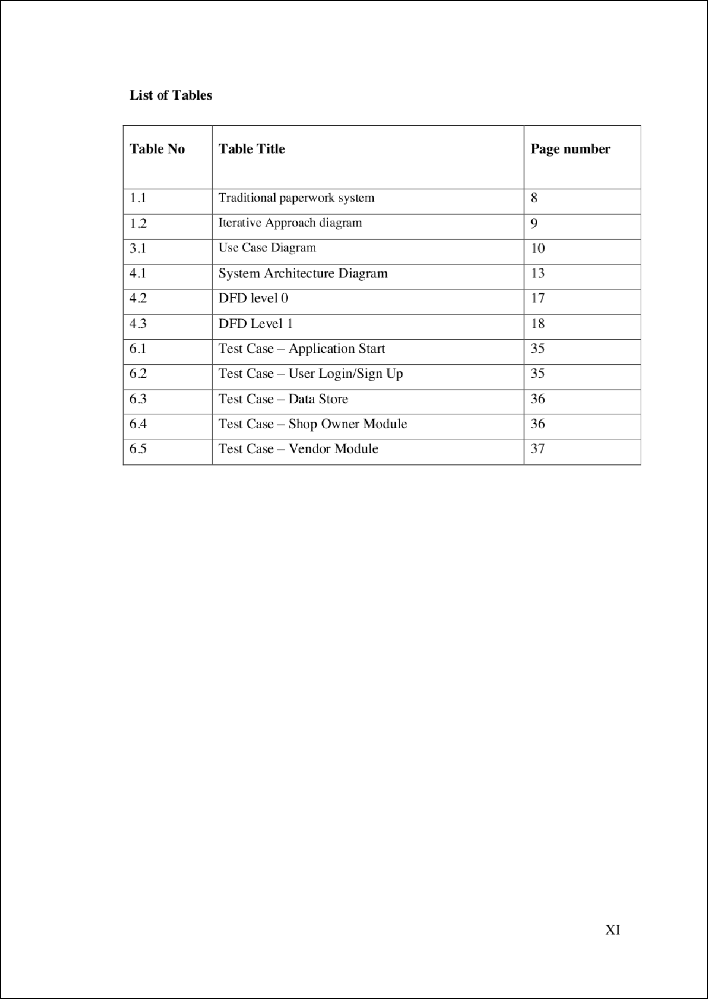 List of Tables
Table No Table Title Page number
1.1 Traditional paperwork system 8
1.2 Iterative Approach diagram 9
3.1 Use Case Diagram 10
4.1 System Architecture Diagram 13
4.2 DFD level 0 17
4.3 DFD Level 1 18
6.1 Test Case – Application Start 35
6.2 Test Case – User Login/Sign Up 35
6.3 Test Case – Data Store 36
6.4 Test Case – Shop Owner Module 36
6.5 Test Case – Vendor Module 37
XI